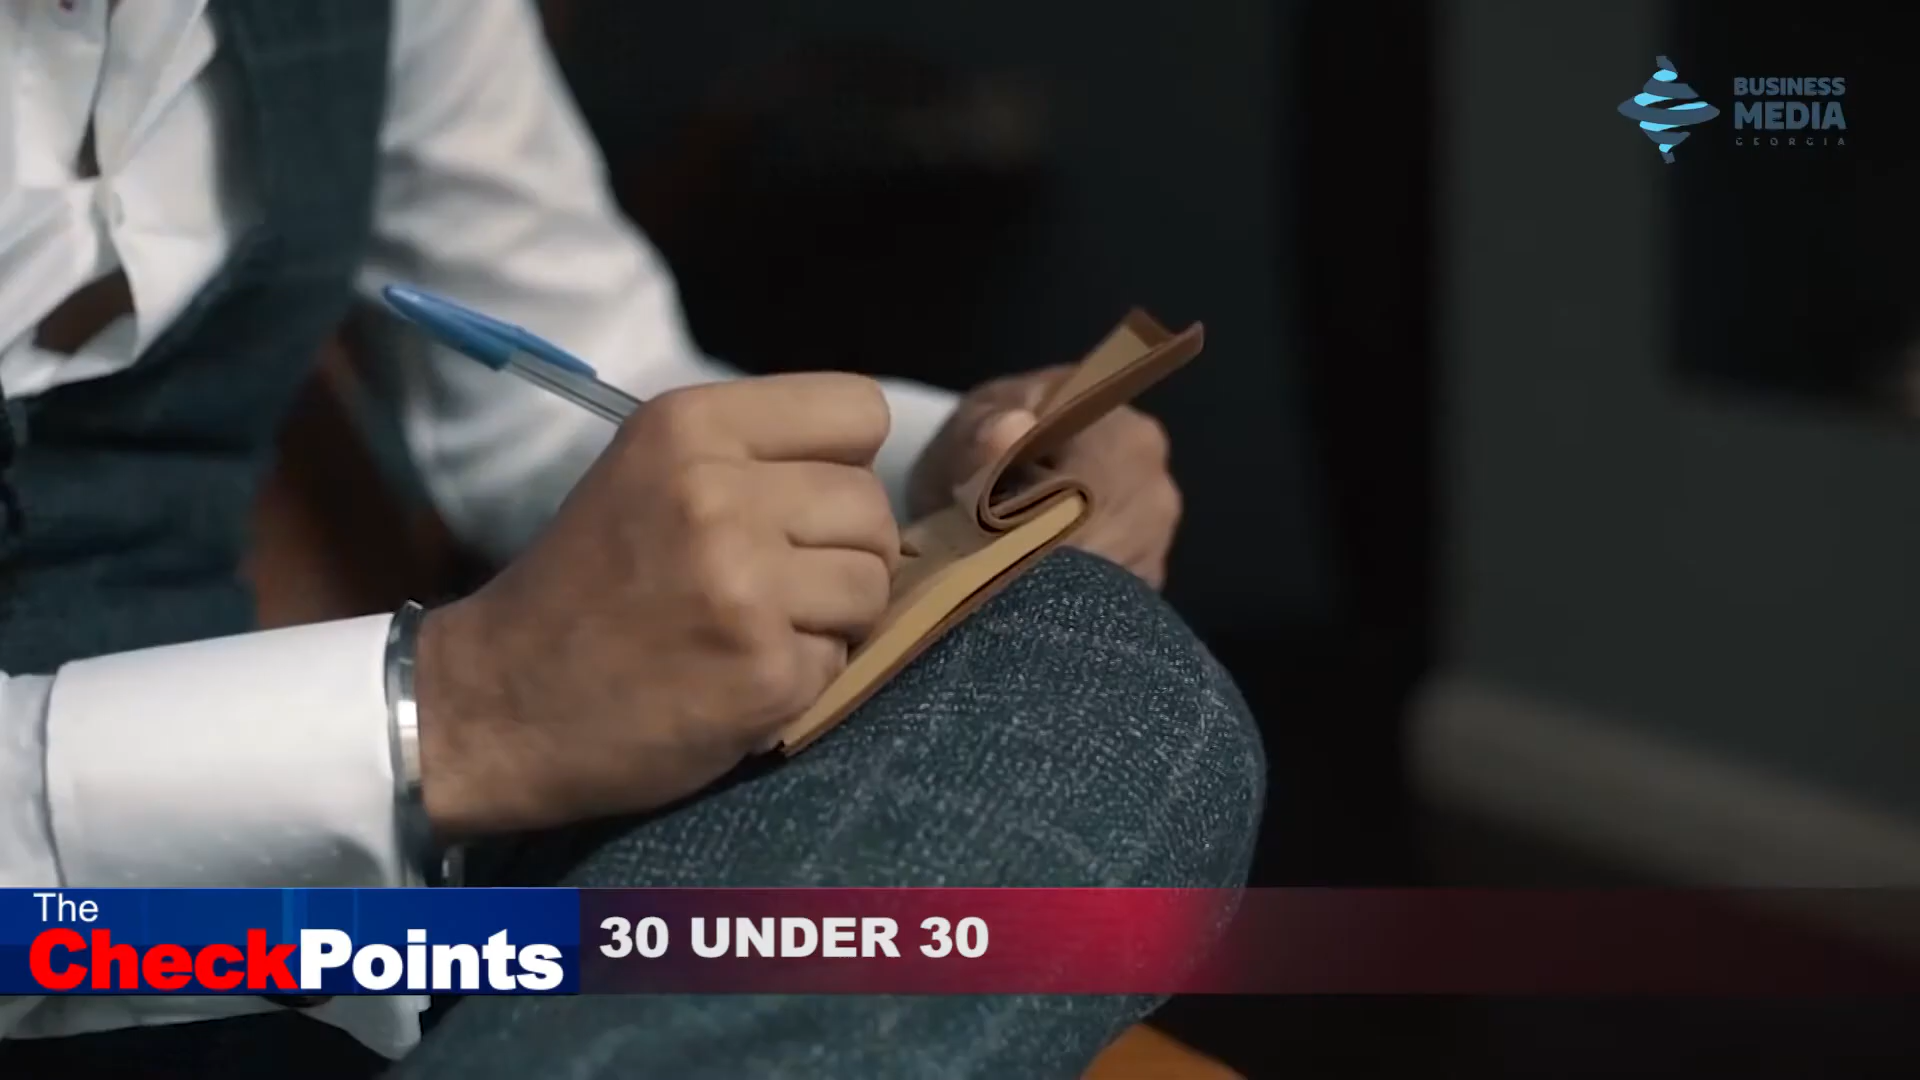 BUSINESS
MEDIA
GEORGIA
The
CheckPoints
30 UNDER 30